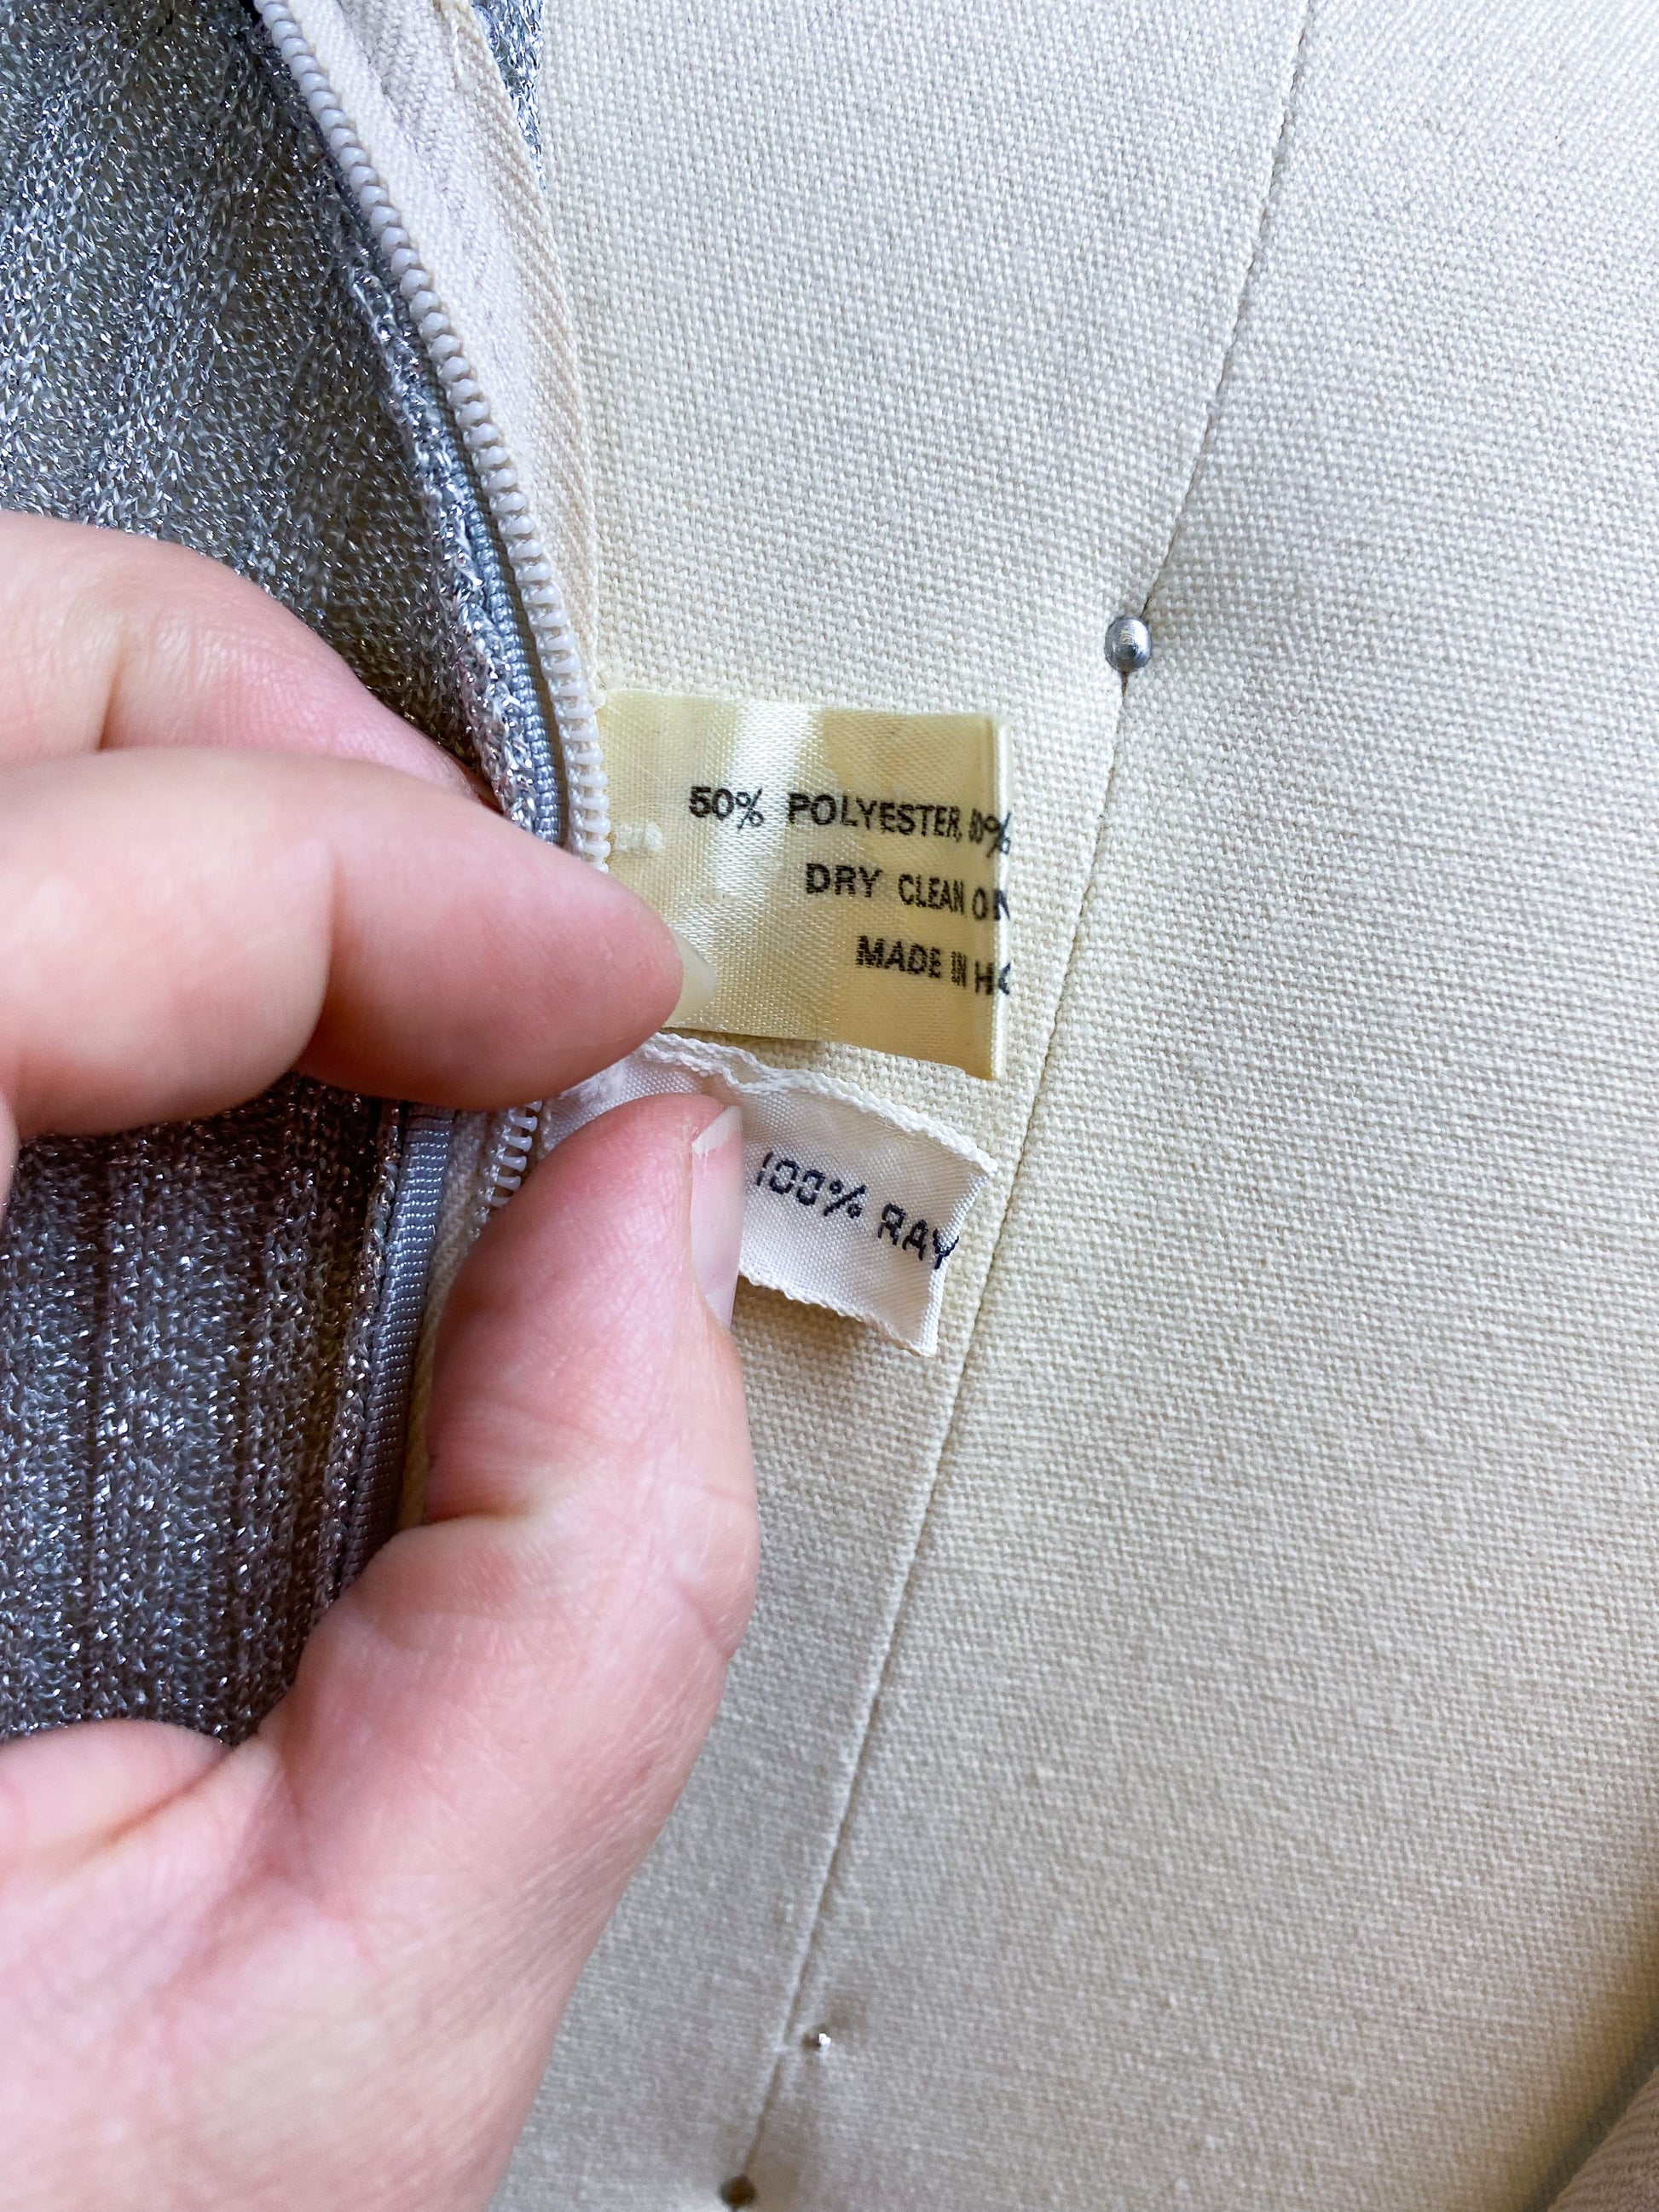 50% POLYESTER,
DRY CLEAN
MADE IN
100% RAY